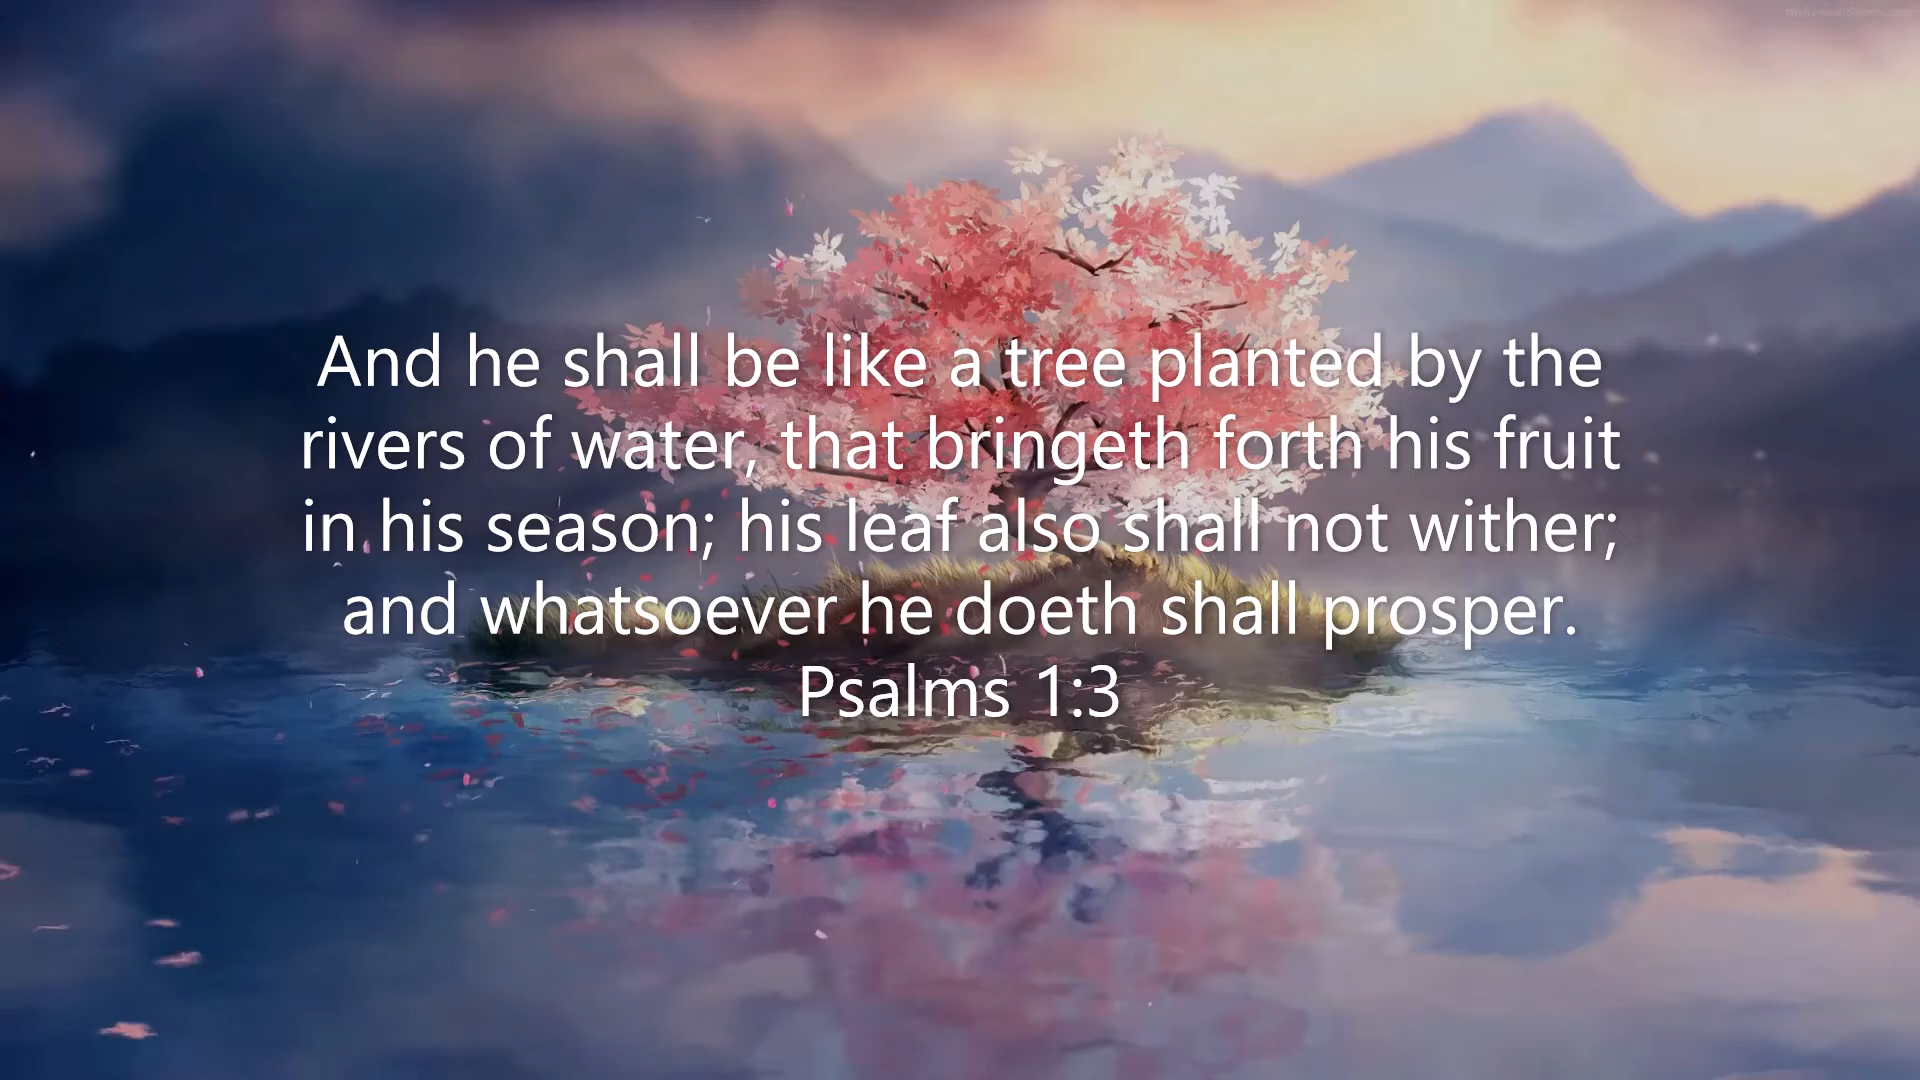 And he shall be like a tree planted by the
rivers of water, that bringeth forth his fruit
in his season; his leaf also shall not wither;
and whatsoever he doeth shall prosper.
Psalms 1:3